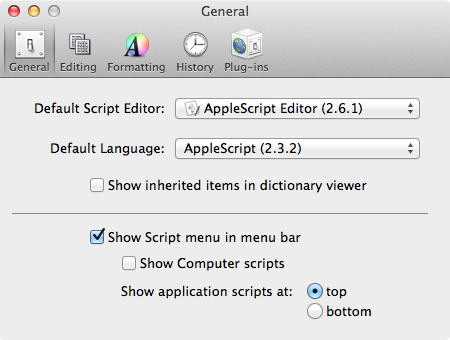 General
General Editing Formatting History Plug-ins
Default Script Editor: AppleScript Editor (2.6.1)
Default Language: AppleScript (2.3.2)
Show inherited items in dictionary viewer
Show Script menu in menu bar
Show Computer scripts
Show application scripts at: top
bottom